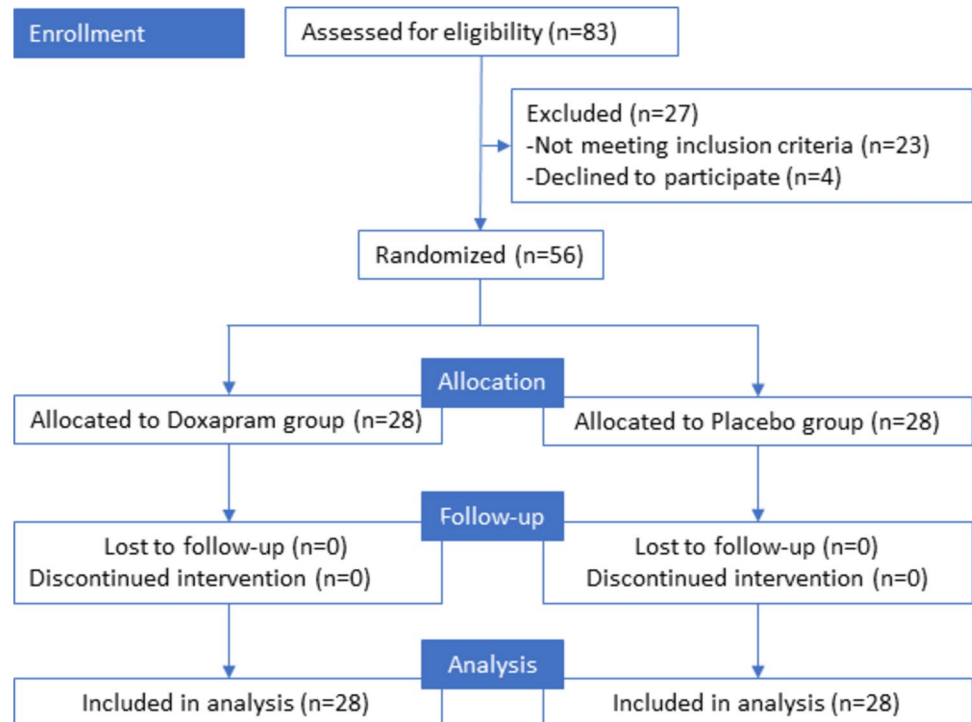 Enrollment
Assessed for eligibility (n=83)
Excluded (n=27)
-Not meeting inclusion criteria (n=23)
-Declined to participate (n=4)
Randomized (n=56)
Allocation
Allocated to Doxapram group (n=28)
Allocated to Placebo group (n=28)
Follow-up
Lost to follow-up (n=0)
Discontinued intervention (n=0)
Lost to follow-up (n=0)
Discontinued intervention (n=0)
Analysis
Included in analysis (n=28)
Included in analysis (n=28)